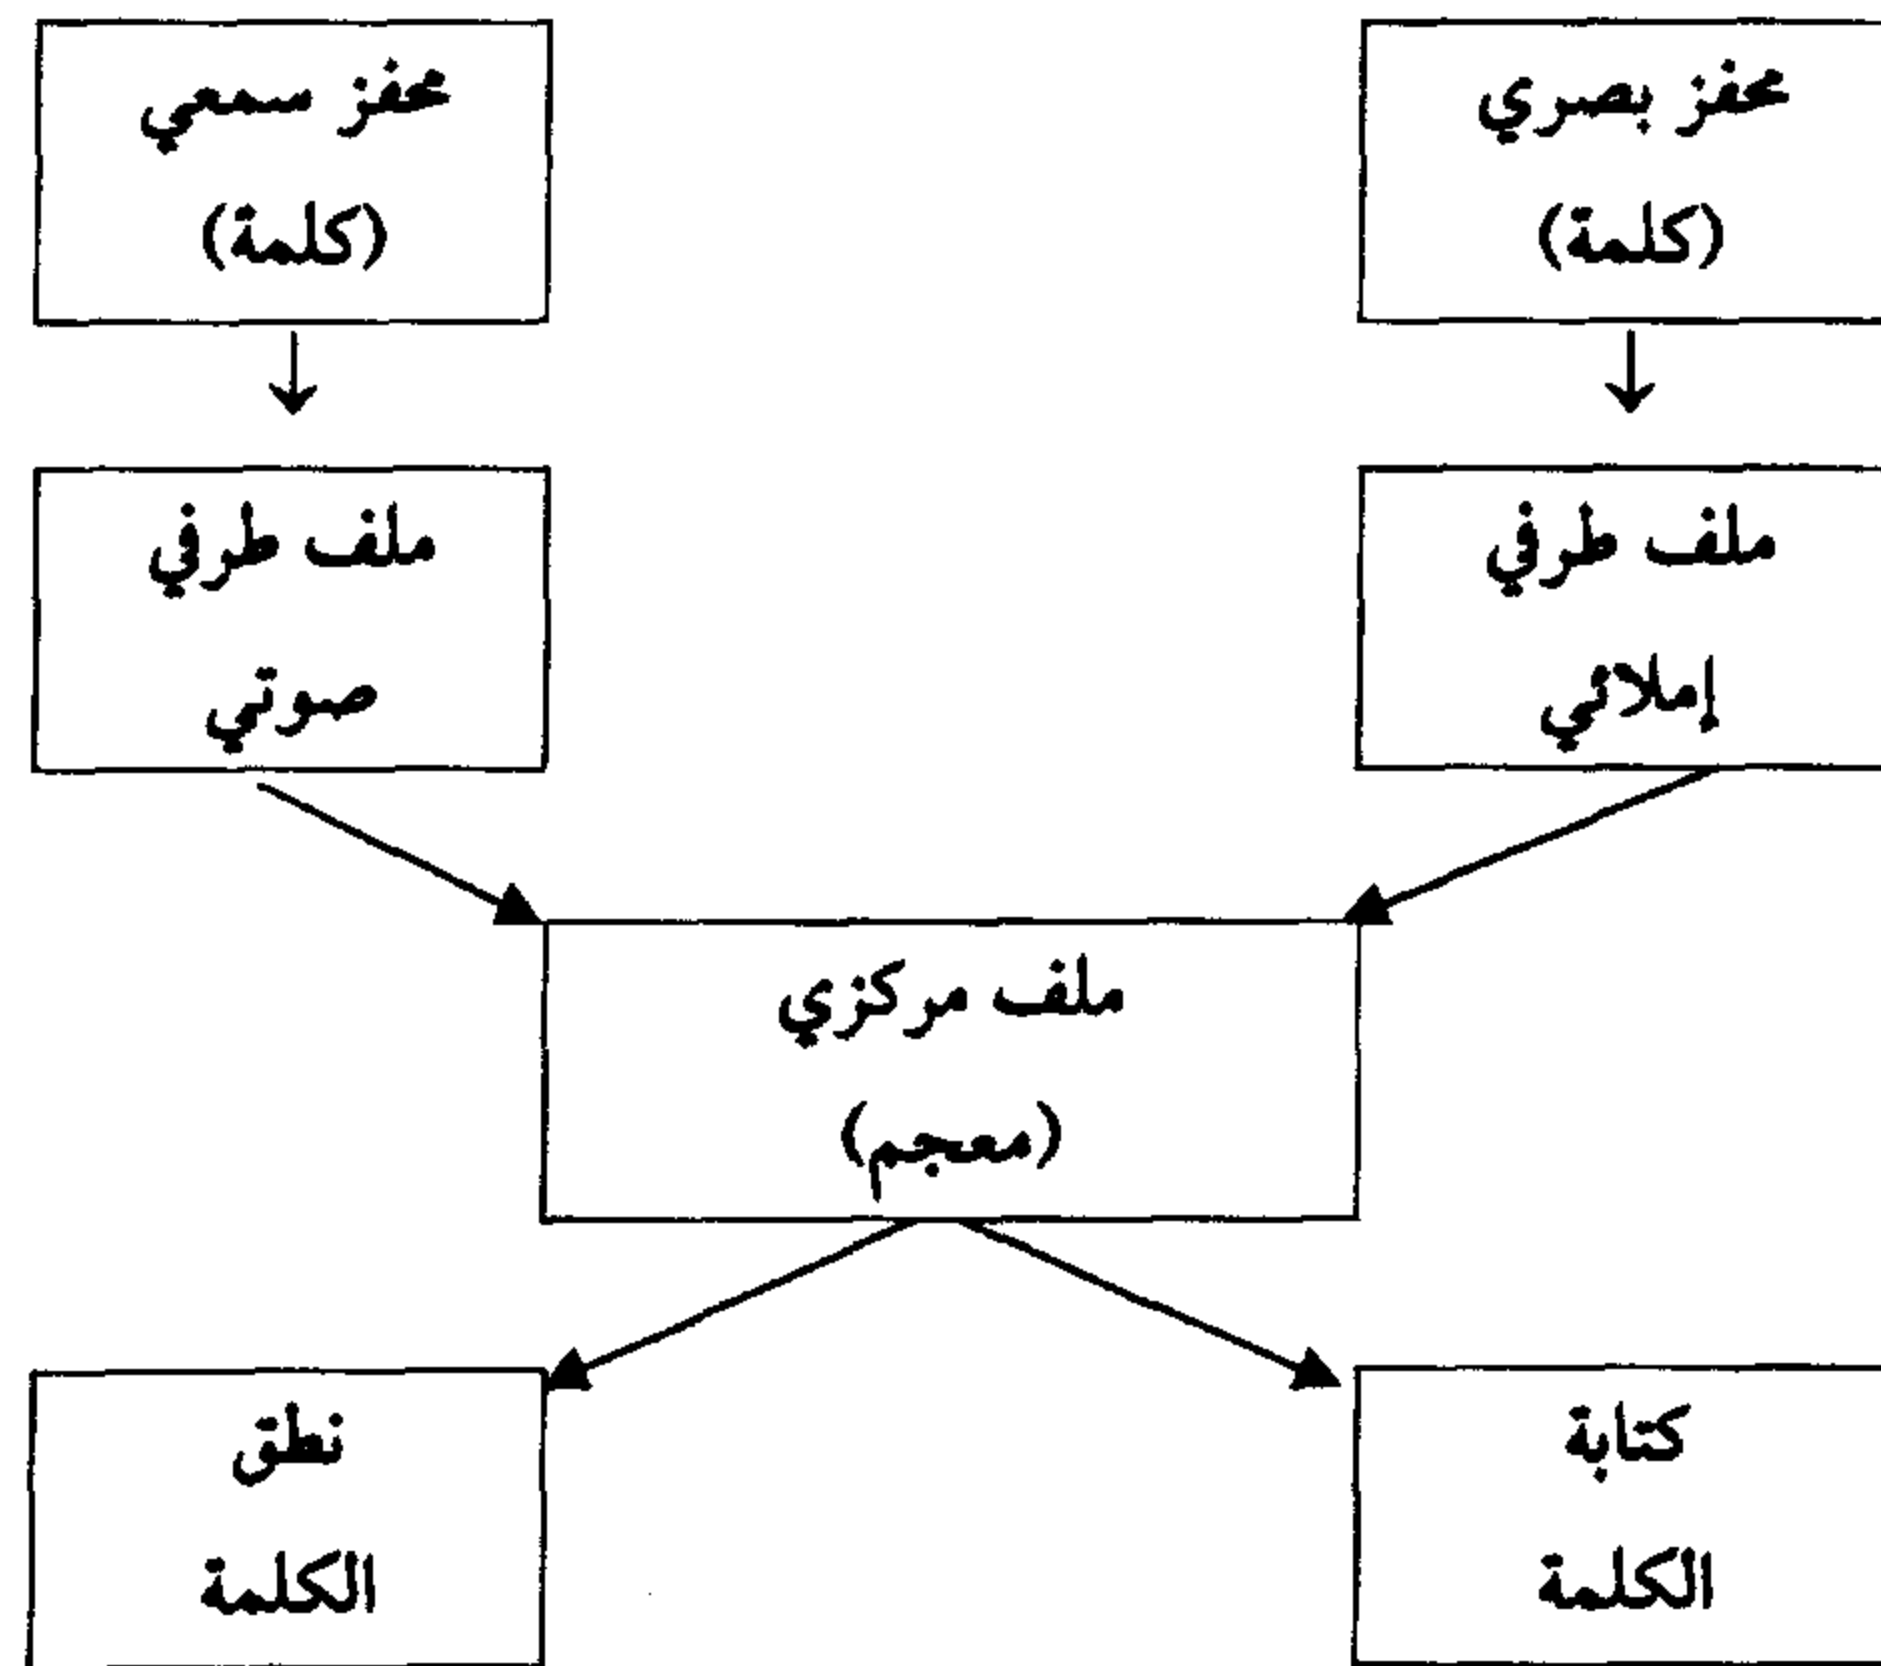 محفز بصري
(كلمة)
محفز سمعي
(كلمة)
ملف طرفي
إملائي
ملف طرفي
صوتي
ملف مركزي
(معجم)
كتابة
الكلمة
نطق
الكلمة